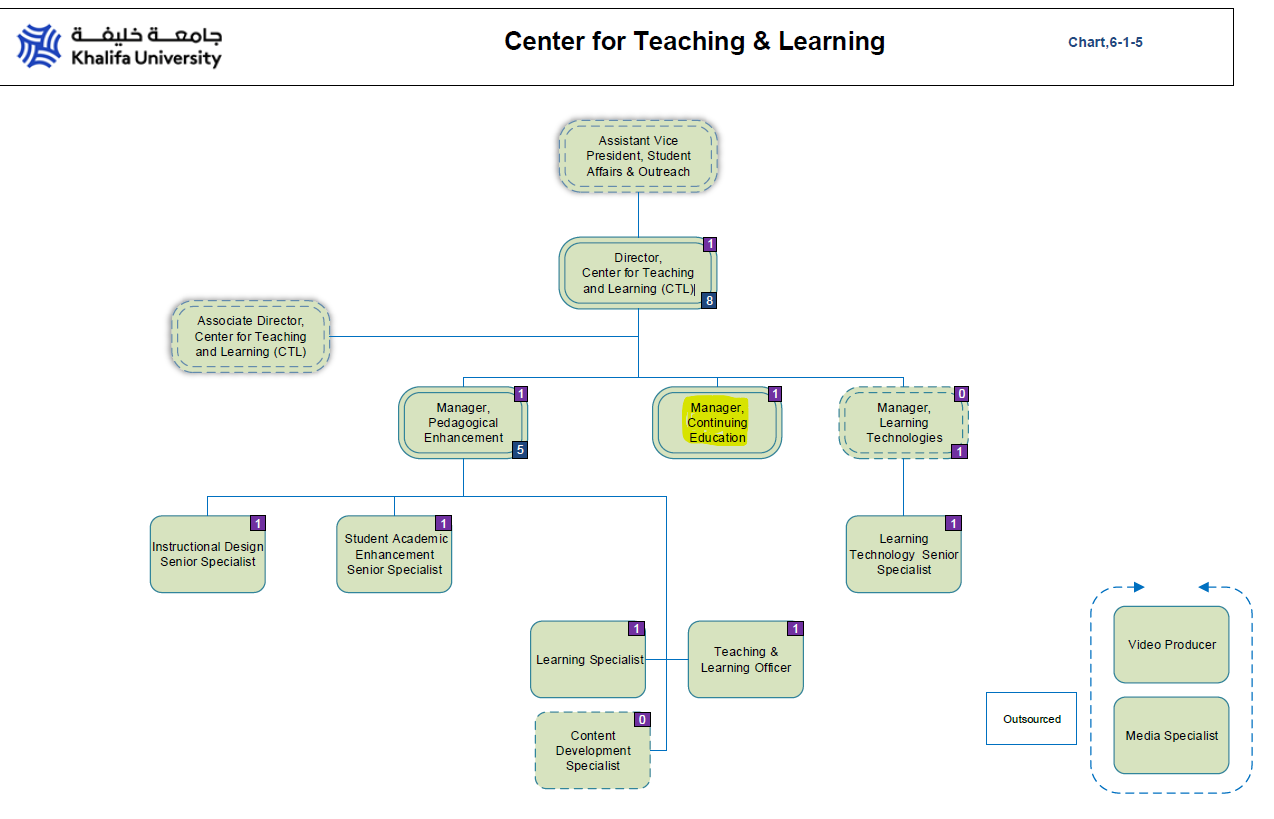 جامعـة خليفـة
Khalifa University
Center for Teaching & Learning
Chart,6-1-5
Assistant Vice
President, Student
Affairs & Outreach
1
Director,
Center for Teaching
and Learning (CTL)
8
Associate Director,
Center for Teaching
and Learning (CTL)
1
Manager,
Pedagogical
Enhancement
5
1
Manager,
Continuing
Education
0
Manager,
Learning
Technologies
1
1
Instructional Design
Senior Specialist
1
Student Academic
Enhancement
Senior Specialist
1
Learning
Technology Senior
Specialist
1
Learning Specialist
1
Teaching &
Learning Officer
0
Content
Development
Specialist
Outsourced
Video Producer
Media Specialist